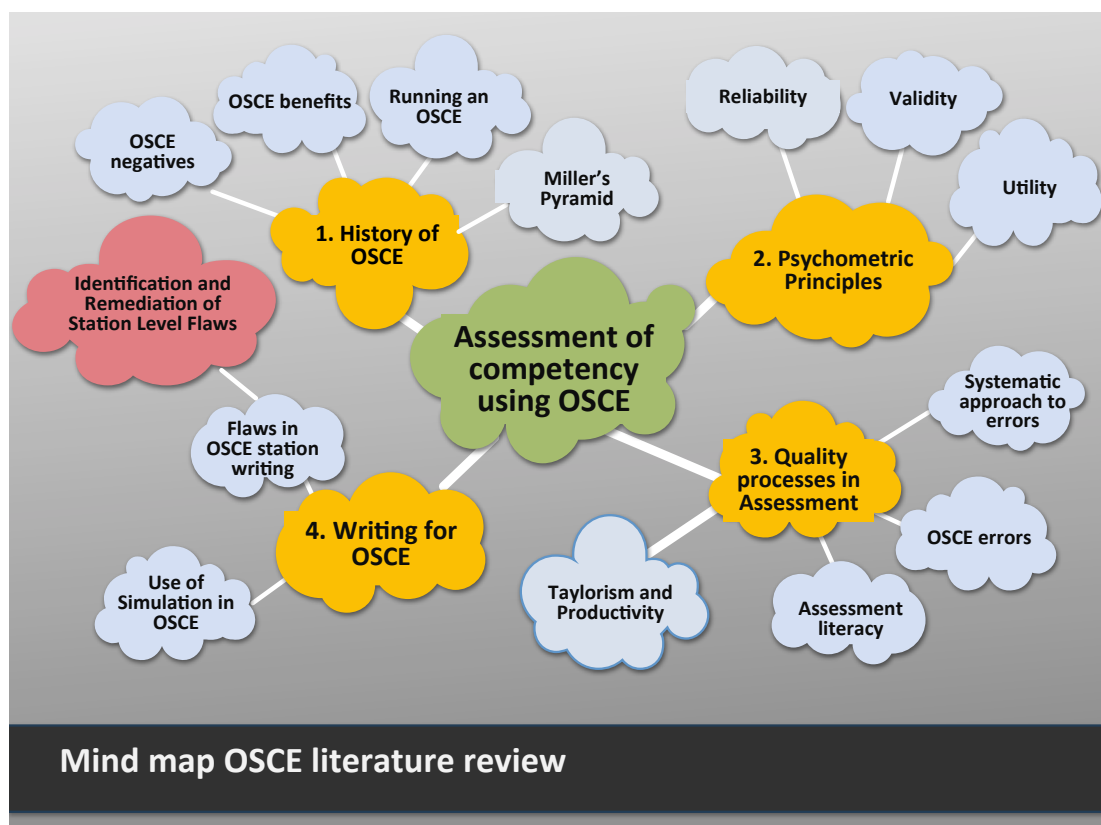 OSCE benefits
Running an
OSCE
OSCE
negatives
Miller's
Pyramid
1. History of
OSCE
Reliability
Validity
Utility
2. Psychometric
Principles
Identification and
Remediation of
Station Level Flaws
Assessment of
competency
using OSCE
Systematic
approach to
errors
Flaws in
OSCE station
writing
3. Quality
processes in
Assessment
4. Writing for
OSCE
OSCE errors
Use of
Simulation in
OSCE
Taylorism and
Productivity
Assessment
literacy
Mind map OSCE literature review